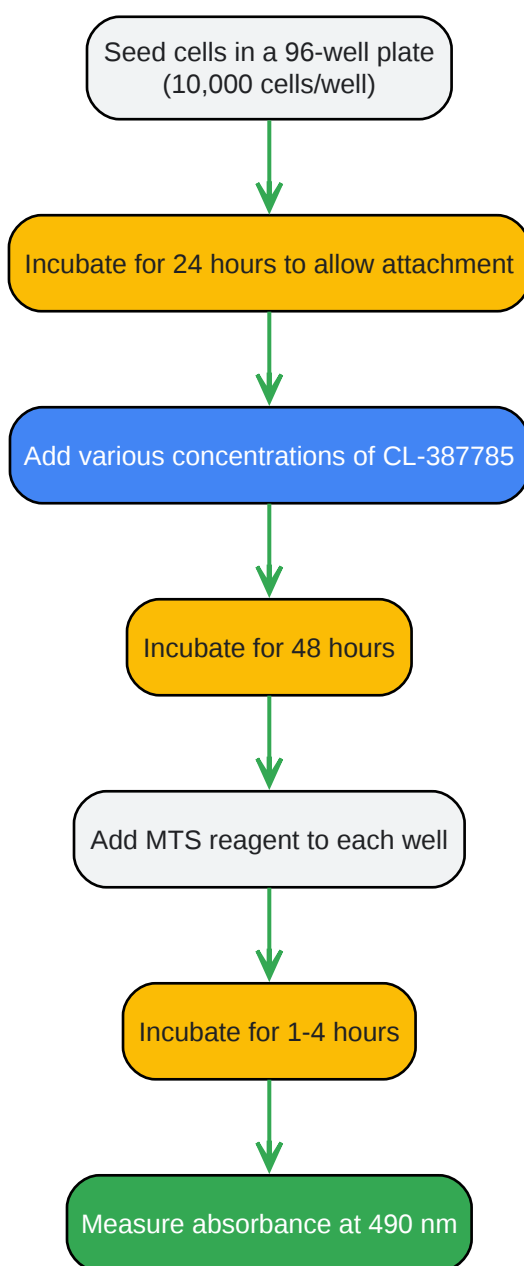 Seed cells in a 96-well plate
(10,000 cells/well)
Incubate for 24 hours to allow attachment
Add various concentrations of CL-387785
Incubate for 48 hours
Add MTS reagent to each well
Incubate for 1-4 hours
Measure absorbance at 490 nm